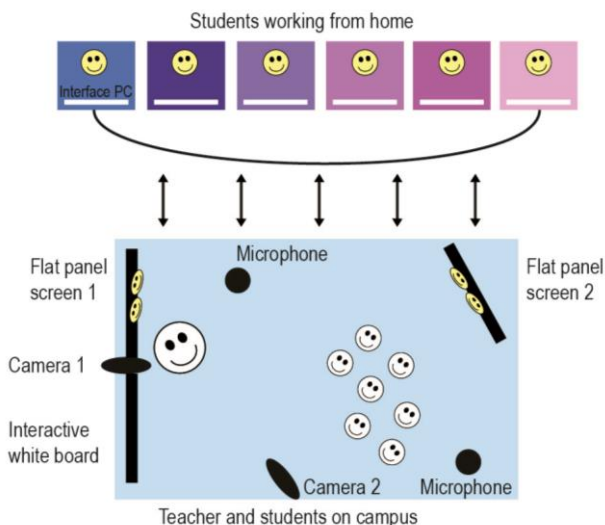 Students working from home
Interface PC
Microphone
Flat panel
screen 1
Flat panel
screen 2
Camera 1
Interactive
white board
Camera 2
Microphone
Teacher and students on campus